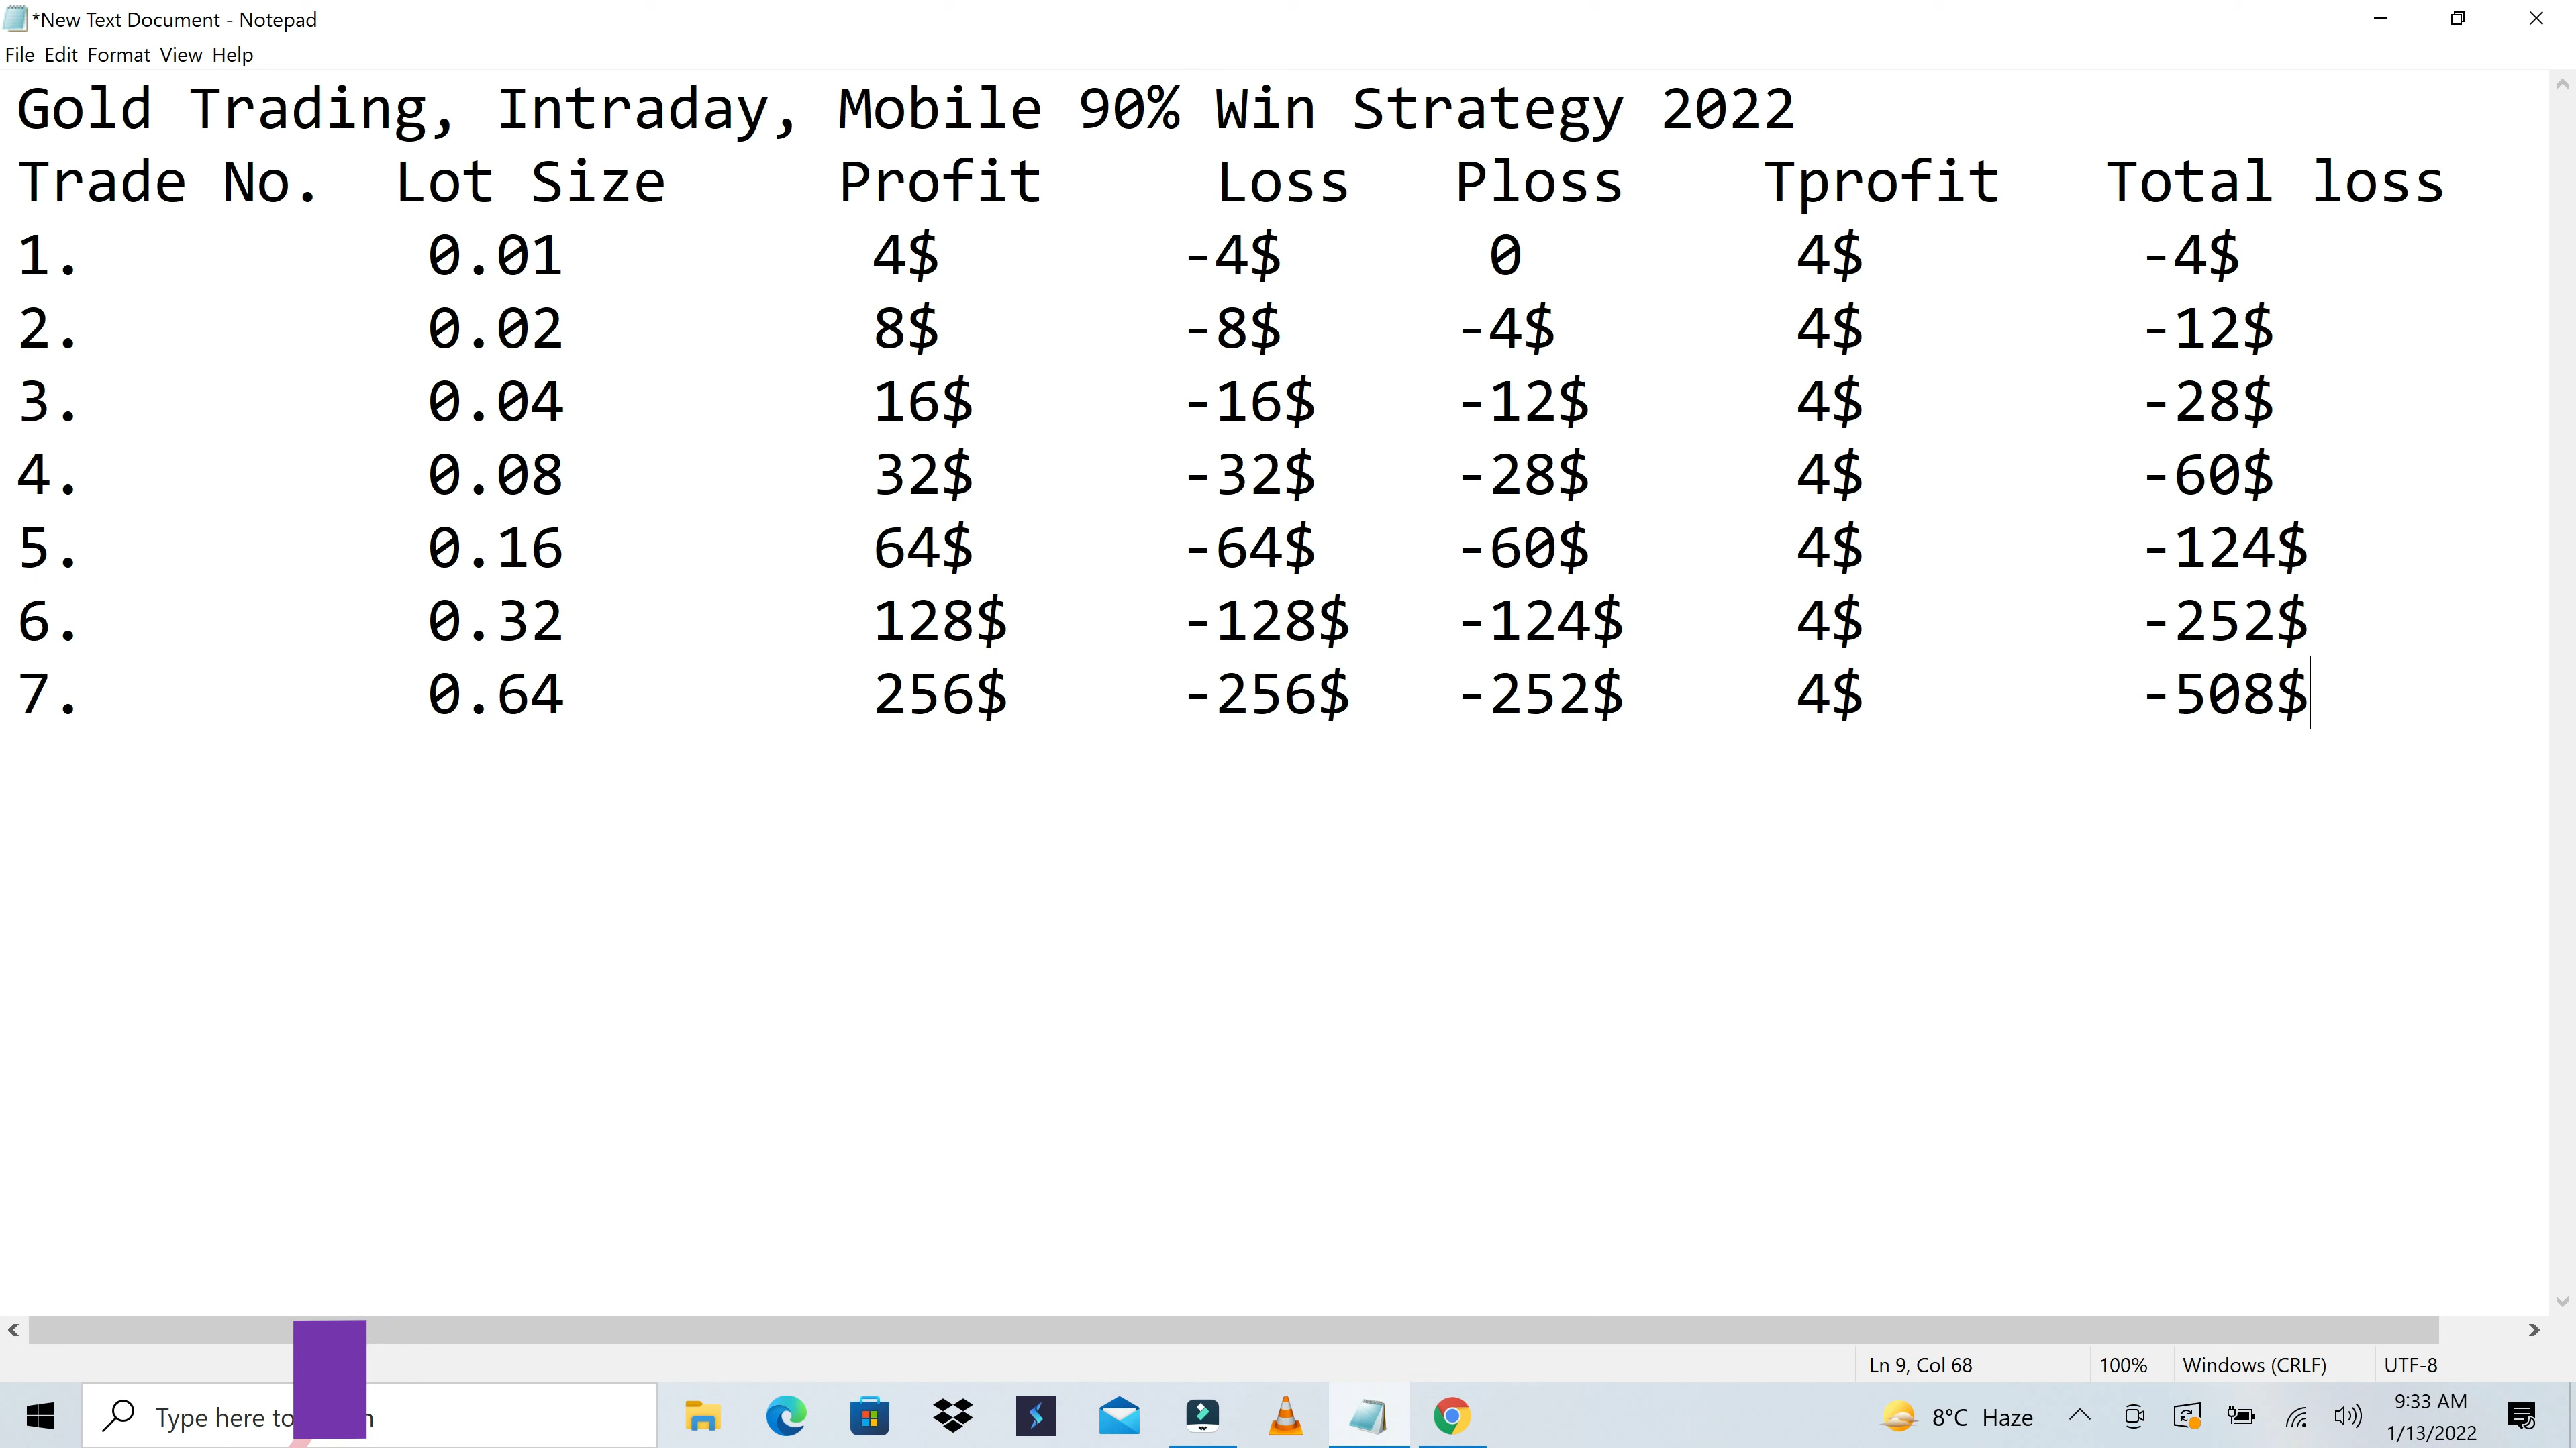 *New Text Document - Notepad
File Edit Format View Help
Gold Trading, Intraday, Mobile 90% Win Strategy 2022
Trade No. Lot Size Profit Loss Ploss Tprofit Total loss
1. 0.01 4$ -4$ 0 4$ -4$
2. 0.02 8$ -8$ -4$ 4$ -12$
3. 0.04 16$ -16$ -12$ 4$ -28$
4. 0.08 32$ -32$ -28$ 4$ -60$
5. 0.16 64$ -64$ -60$ 4$ -124$
6. 0.32 128$ -128$ -124$ 4$ -252$
7. 0.64 256$ -256$ -252$ 4$ -508$
Ln 9, Col 68 100% Windows (CRLF) UTF-8
Type here to
8°C Haze
9:33 AM
1/13/2022